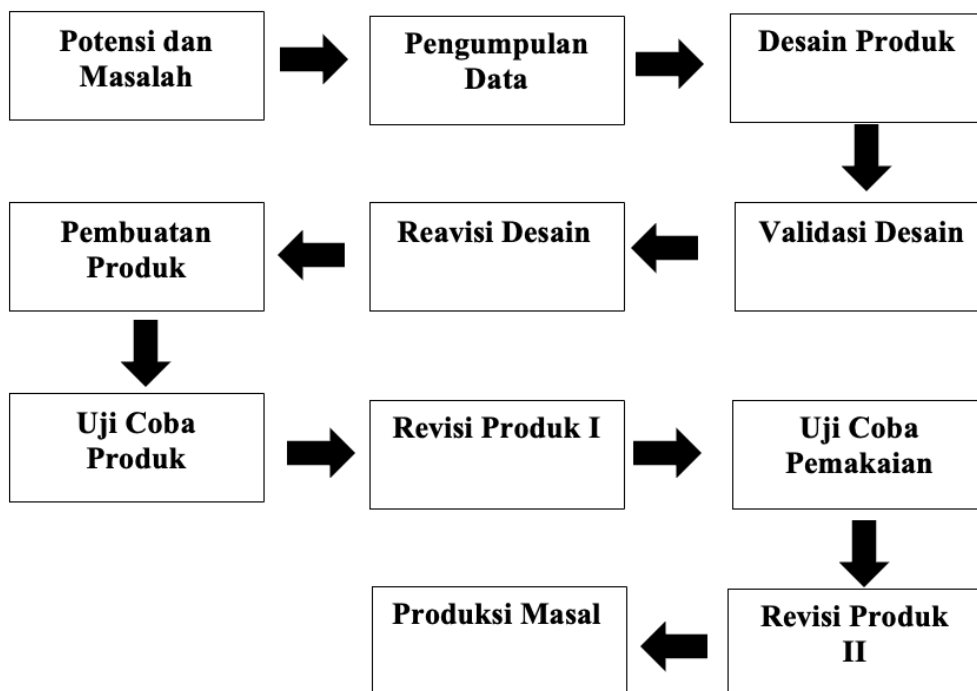 Potensi dan
Masalah
Pengumpulan
Data
Desain Produk
Validasi Desain
Reavisi Desain
Pembuatan
Produk
Uji Coba
Produk
Revisi Produk I
Uji Coba
Pemakaian
Revisi Produk
II
Produksi Masal